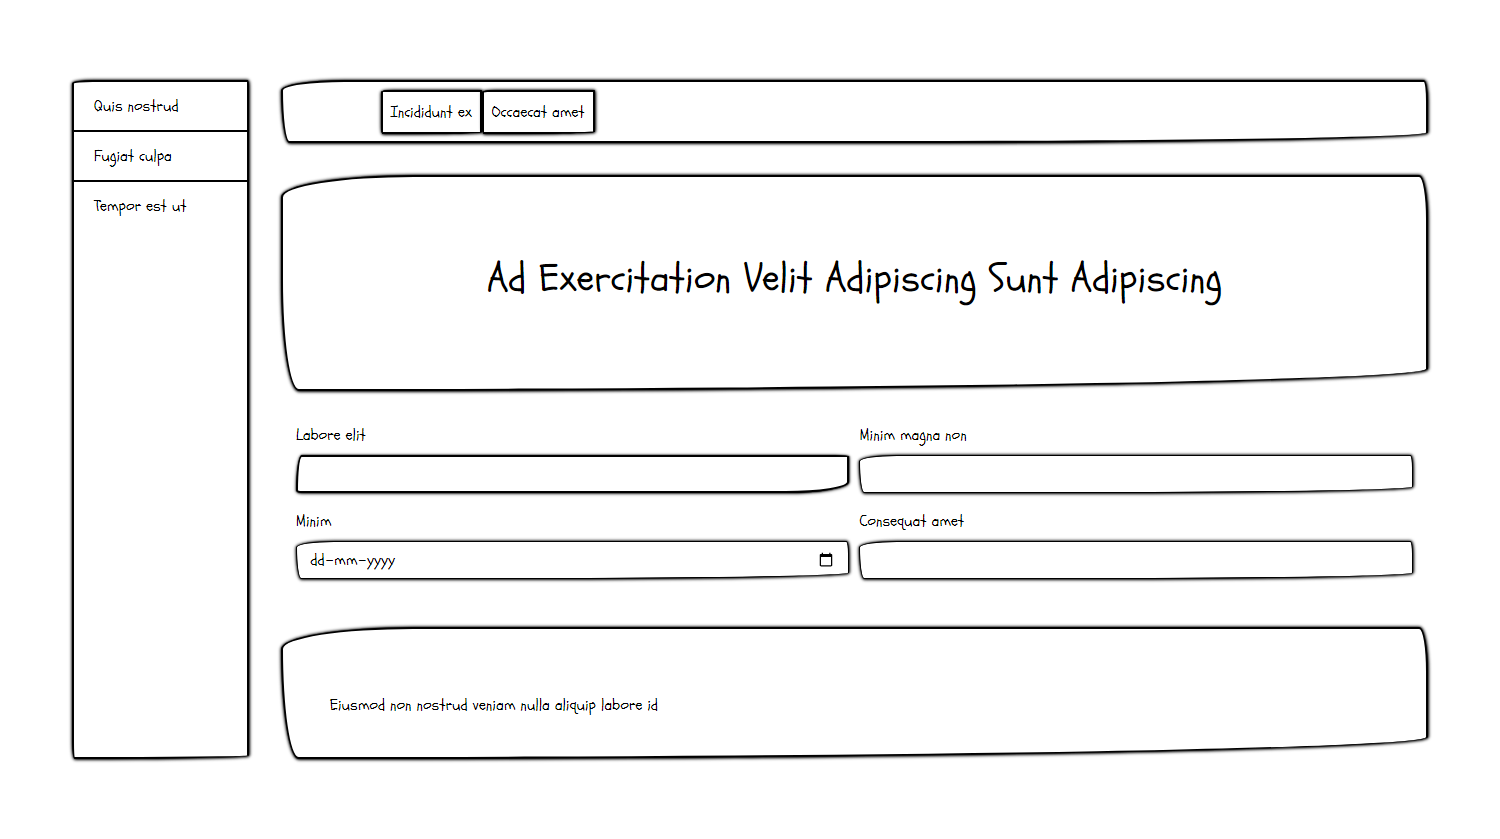 Quis nostrud
Fugiat culpa
Tempor est ut
Incididunt ex
Occaecat amet
Ad Exercitation Velit Adipiscing Sunt Adipiscing
Labore elit
Minim magna non
Minim
Consequat amet
dd-mm-yyyy
Eiusmod non nostrud veniam nulla aliquip labore id